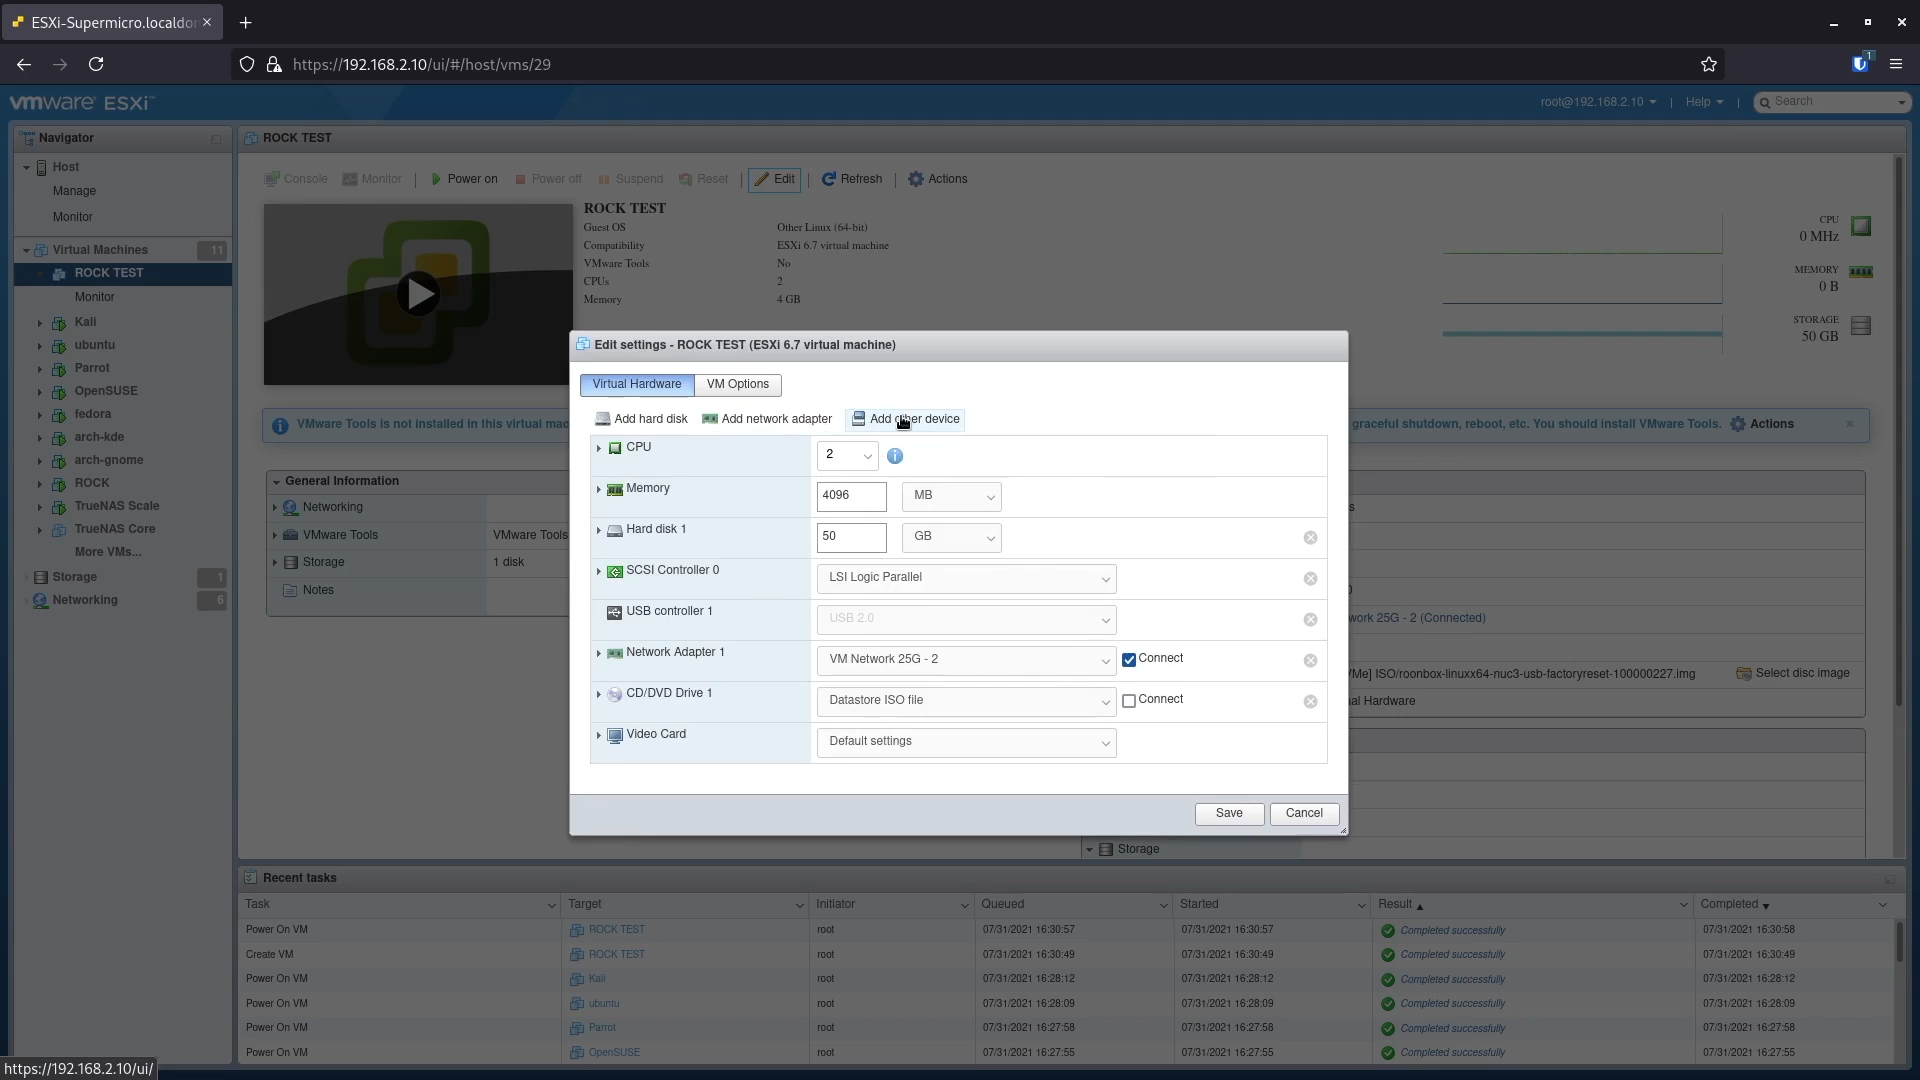 ESXi-Supermicro.localdo
https://192.168.2.10/ui/#/host/vms/29
1
vmware ESXi™
root@192.168.2.10 | Help | Search
Navigator
Host
Manage
Monitor
Virtual Machines 11
ROCK TEST
Monitor
Kali
ubuntu
Parrot
OpenSUSE
fedora
arch-kde
arch-gnome
ROCK
TrueNAS Scale
TrueNAS Core
More VMs...
Storage 1
Networking 6
ROCK TEST
Console Monitor | Power on Power off Suspend Reset | Edit | Refresh | Actions
ROCK TEST
Guest OS Other Linux (64-bit)
Compatibility ESXi 6.7 virtual machine
VMware Tools No
CPUs 2
Memory 4 GB
CPU
0 MHz
MEMORY
0 B
STORAGE
50 GB
VMware Tools is not installed in this virtual mac
graceful shutdown, reboot, etc. You should install VMware Tools. Actions
General Information
Networking
VMware Tools VMware Tools
Storage 1 disk
Notes
work 25G - 2 (Connected)
Me] ISO/roonbox-linuxx64-nuc3-usb-factoryreset-100000227.img Select disc image
al Hardware
Storage
Edit settings - ROCK TEST (ESXi 6.7 virtual machine)
Virtual Hardware VM Options
Add hard disk Add network adapter Add other device
CPU 2
Memory 4096 MB
Hard disk 1 50 GB
SCSI Controller 0 LSI Logic Parallel
USB controller 1 USB 2.0
Network Adapter 1 VM Network 25G - 2 Connect
CD/DVD Drive 1 Datastore ISO file Connect
Video Card Default settings
Save Cancel
Recent tasks
Task Target Initiator Queued Started Result Completed
Power On VM ROCK TEST root 07/31/2021 16:30:57 07/31/2021 16:30:57 Completed successfully 07/31/2021 16:30:58
Create VM ROCK TEST root 07/31/2021 16:30:49 07/31/2021 16:30:49 Completed successfully 07/31/2021 16:30:49
Power On VM Kali root 07/31/2021 16:28:12 07/31/2021 16:28:12 Completed successfully 07/31/2021 16:28:12
Power On VM ubuntu root 07/31/2021 16:28:09 07/31/2021 16:28:09 Completed successfully 07/31/2021 16:28:09
Power On VM Parrot root 07/31/2021 16:27:58 07/31/2021 16:27:58 Completed successfully 07/31/2021 16:27:58
Power On VM OpenSUSE root 07/31/2021 16:27:55 07/31/2021 16:27:55 Completed successfully 07/31/2021 16:27:55
https://192.168.2.10/ui/